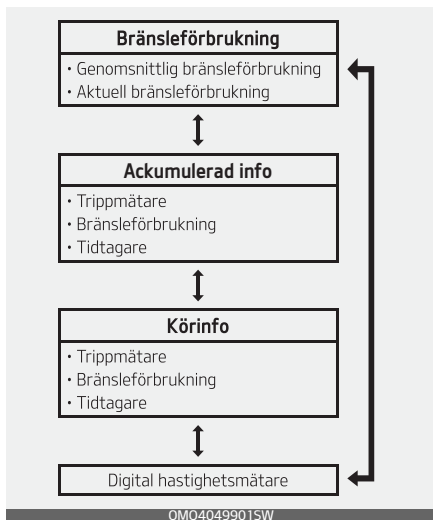 Bränsleförbrukning
• Genomsnittlig bränsleförbrukning
• Aktuell bränsleförbrukning
Ackumulerad info
• Trippmätare
• Bränsleförbrukning
• Tidtagare
Körinfo
• Trippmätare
• Bränsleförbrukning
• Tidtagare
Digital hastighetsmätare
OMQ4049901SW